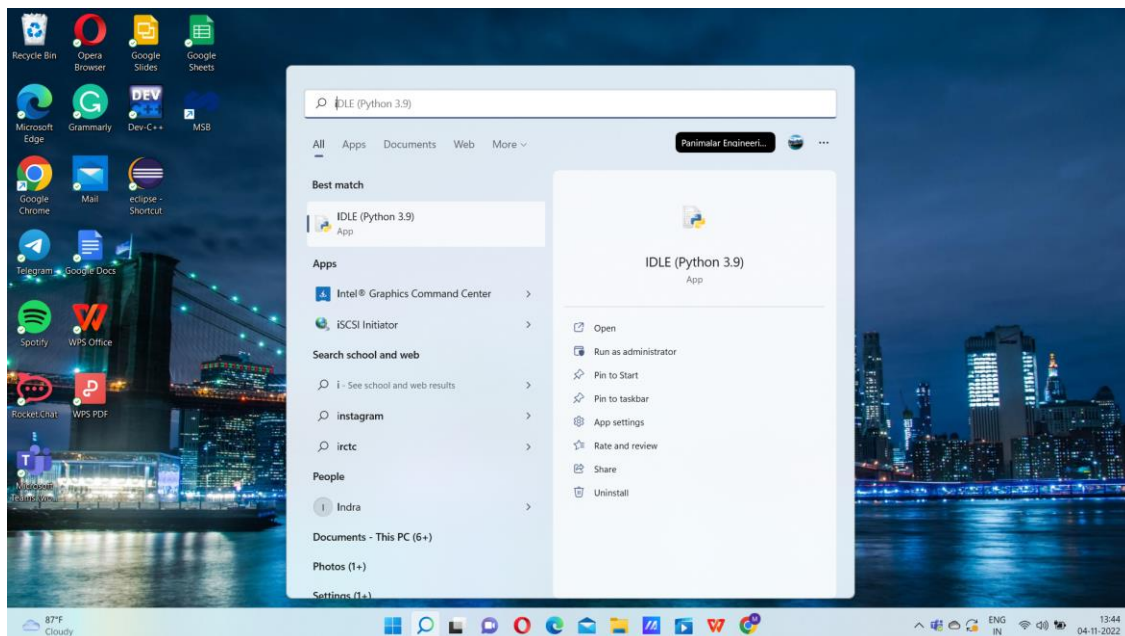 Recycle Bin
Opera
Browser
Google
Slides
Google
Sheets
Microsoft
Edge
Grammarly
DEV
C++
Dev-C++
MSB
Google
Chrome
Mail
eclipse -
Shortcut
Telegram
Google Docs
Spotify
WPS Office
Rocket.Chat
WPS PDF
Microsoft
IDLE (Python 3.9)
All Apps Documents Web More
Panimalar Engineeri...
Best match
IDLE (Python 3.9)
App
Apps
Intel® Graphics Command Center
iSCSI Initiator
Search school and web
i - See school and web results
instagram
irctc
People
I Indra
Documents - This PC (6+)
Photos (1+)
Settings (1+)
IDLE (Python 3.9)
App
Open
Run as administrator
Pin to Start
Pin to taskbar
App settings
Rate and review
Share
Uninstall
87°F
Cloudy
ENG
IN
13:44
04-11-2022